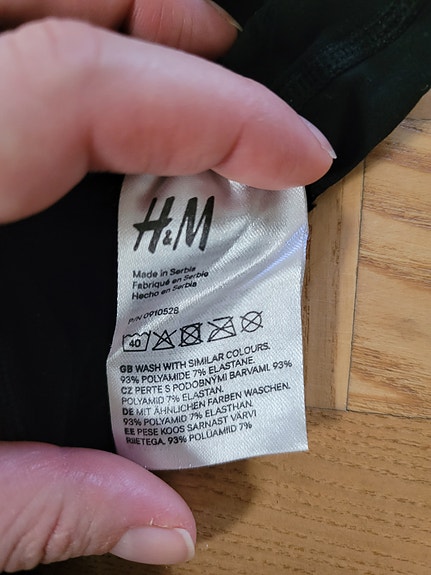 H&M
Made in Serbia
Fabriqué en Serbie
Hecho en Serbia
P/N 0910528
40
GB WASH WITH SIMILAR COLOURS.
93% POLYAMIDE 7% ELASTANE.
CZ PERTE S PODOBNÝMI BARVAMI. 93%
POLYAMID 7% ELASTAN.
DE MIT ÄHNLICHEN FARBEN WASCHEN.
93% POLYAMID 7% ELASTHAN.
EE PESE KOOS SARNAST VÄRVI
RIIETEGA. 93% POLÜAMIID 7%